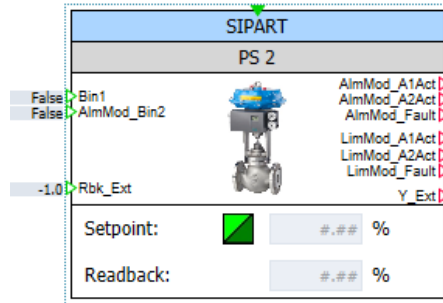 SIPART
PS 2
False Bin1
False AlmMod_Bin2
-1.0 Rbk_Ext
AlmMod_A1Act
AlmMod_A2Act
AlmMod_Fault
LimMod_A1Act
LimMod_A2Act
LimMod_Fault
Y_Ext
Setpoint: #.## %
Readback: #.## %